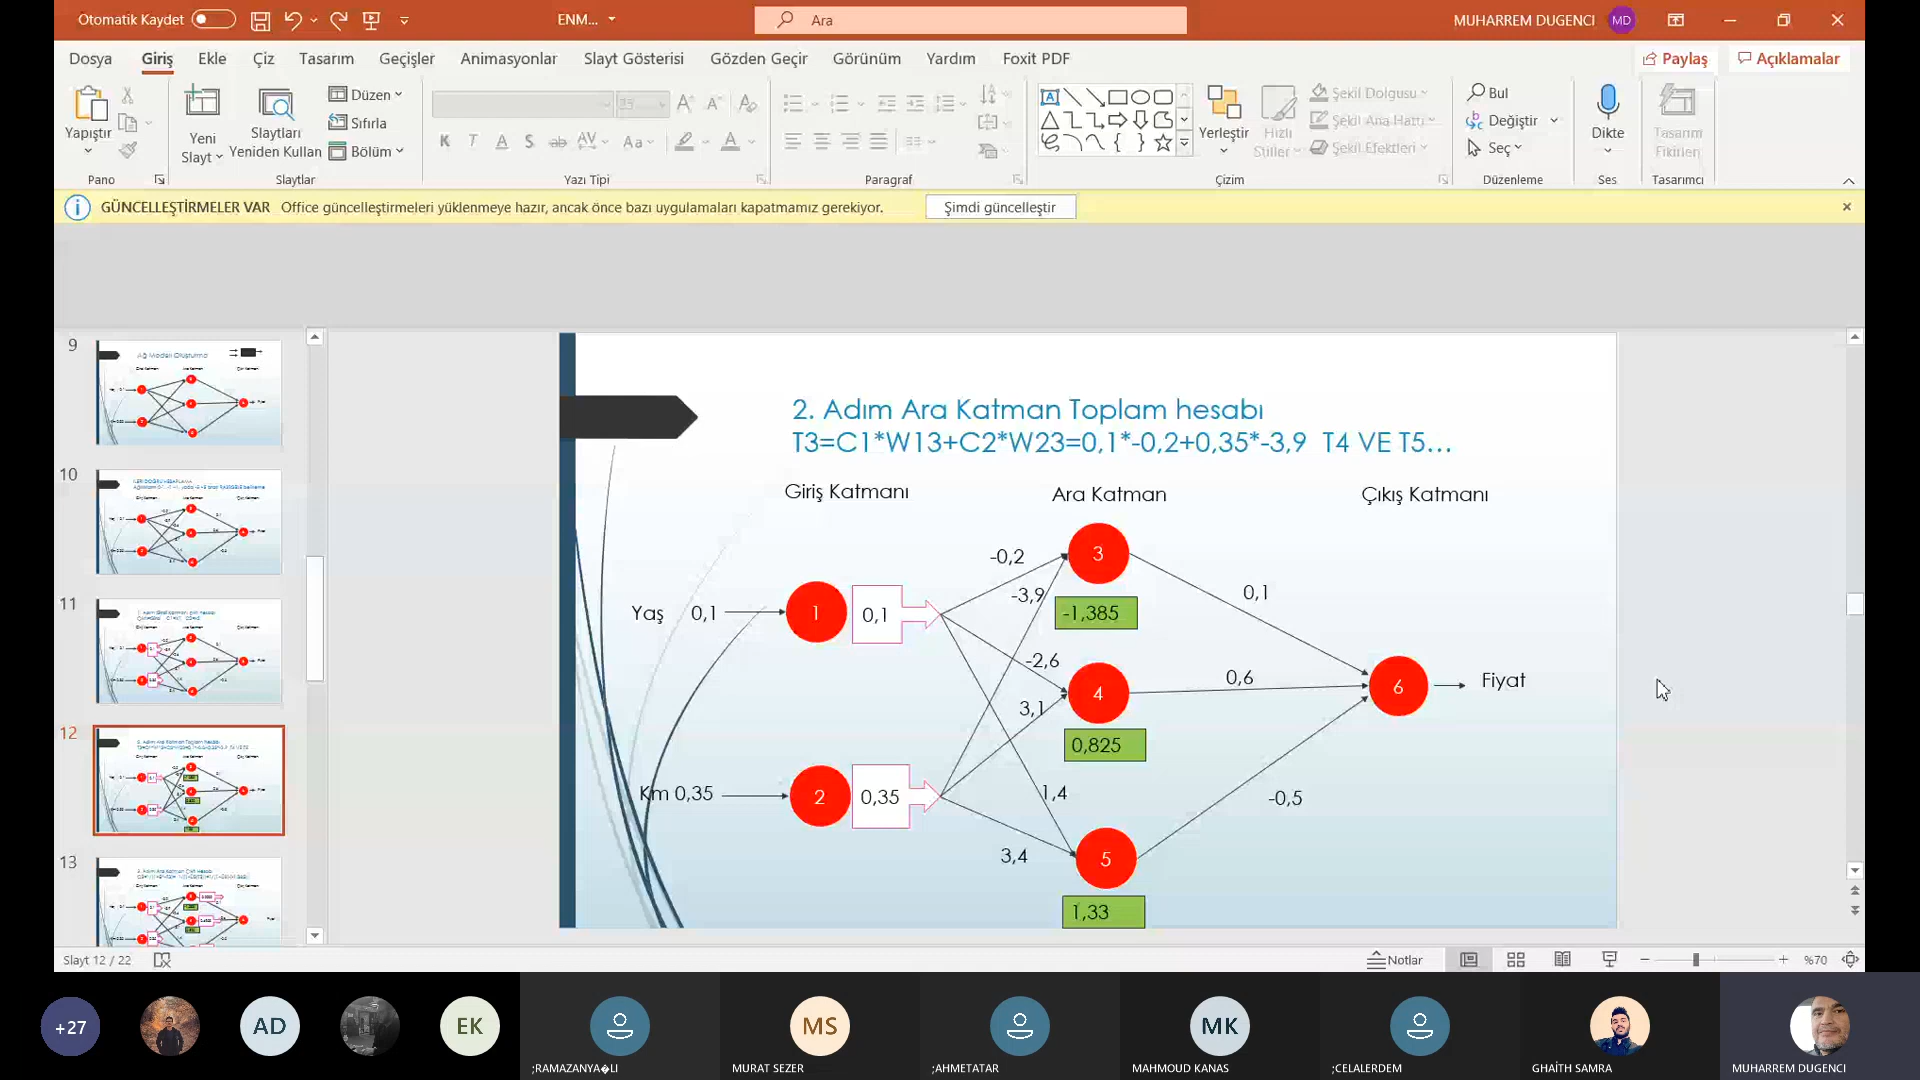 Otomatik Kaydet
ENM...
Ara
MUHARREM DUGENCI
MD
Dosya
Giriş
Ekle
Çiz
Tasarım
Geçişler
Animasyonlar
Slayt Gösterisi
Gözden Geçir
Görünüm
Yardım
Foxit PDF
Paylaş
Açıklamalar
Yapıştır
Yeni
Slayt
Slaytları
Yeniden Kullan
Düzen
Sıfırla
Bölüm
K T A S ab AV Aa A
Yerleştir
Hızlı
Stiller
Şekil Dolgusu
Şekil Ana Hattı
Şekil Efektleri
Bul
Değiştir
Seç
Dikte
Tasarım
Fikirleri
Pano
Slaytlar
Yazı Tipi
Paragraf
Çizim
Düzenleme
Ses
Tasarımcı
GÜNCELLEŞTİRMELER VAR Office güncelleştirmeleri yüklenmeye hazır, ancak önce bazı uygulamaları kapatmamız gerekiyor.
Şimdi güncelleştir
9
10
11
12
13
2. Adım Ara Katman Toplam hesabı
T3=C1*W13+C2*W23=0,1*-0,2+0,35*-3,9 T4 VE T5...
Giriş Katmanı
Ara Katman
Çıkış Katmanı
Yaş 0,1
1
0,1
-0,2
-3,9
3
-1,385
0,1
-2,6
4
0,825
3,1
0,6
6
Fiyat
Km 0,35
2
0,35
1,4
3,4
5
1,33
-0,5
Slayt 12 / 22
Notlar
%70
+27
AD
EK
;RAMAZANYA�LI
MS
MURAT SEZER
;AHMETATAR
MK
MAHMOUD KANAS
;CELALERDEM
GHAİTH SAMRA
MUHARREM DUGENCI